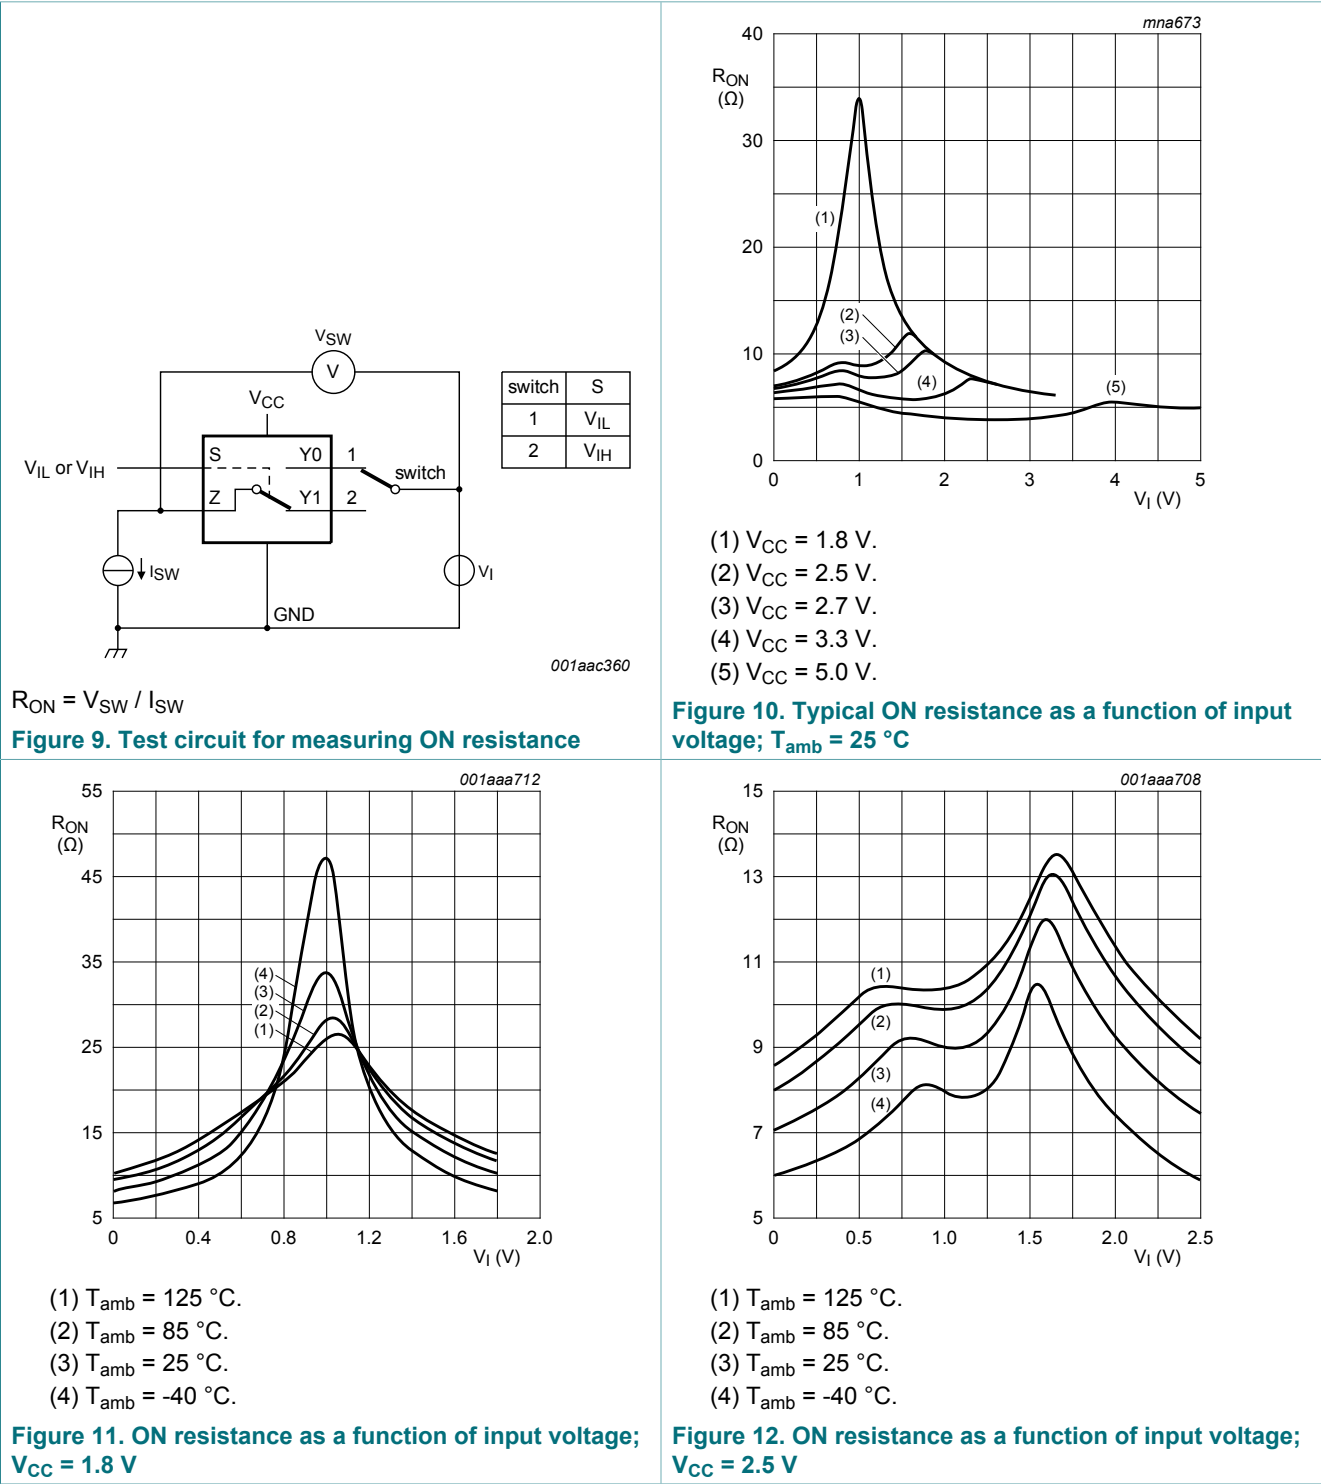 VSW
V
VCC
switch S
1 VIL
2 VIH
VIL or VIH
S
Y0
1
switch
Z
Y1
2
ISW
VI
GND
001aac360
RON = VSW / ISW
Figure 9. Test circuit for measuring ON resistance
mna673
RON
(Ω)
40
30
20
10
0
(1)
(2)
(3)
(4)
(5)
0 1 2 3 4 5
VI (V)
(1) VCC = 1.8 V.
(2) VCC = 2.5 V.
(3) VCC = 2.7 V.
(4) VCC = 3.3 V.
(5) VCC = 5.0 V.
Figure 10. Typical ON resistance as a function of input
voltage; Tamb = 25 °C
001aaa712
RON
(Ω)
55
45
35
25
15
5
(4)
(3)
(2)
(1)
0 0.4 0.8 1.2 1.6 2.0
VI (V)
(1) Tamb = 125 °C.
(2) Tamb = 85 °C.
(3) Tamb = 25 °C.
(4) Tamb = -40 °C.
Figure 11. ON resistance as a function of input voltage;
VCC = 1.8 V
001aaa708
RON
(Ω)
15
13
11
9
7
5
(1)
(2)
(3)
(4)
0 0.5 1.0 1.5 2.0 2.5
VI (V)
(1) Tamb = 125 °C.
(2) Tamb = 85 °C.
(3) Tamb = 25 °C.
(4) Tamb = -40 °C.
Figure 12. ON resistance as a function of input voltage;
VCC = 2.5 V